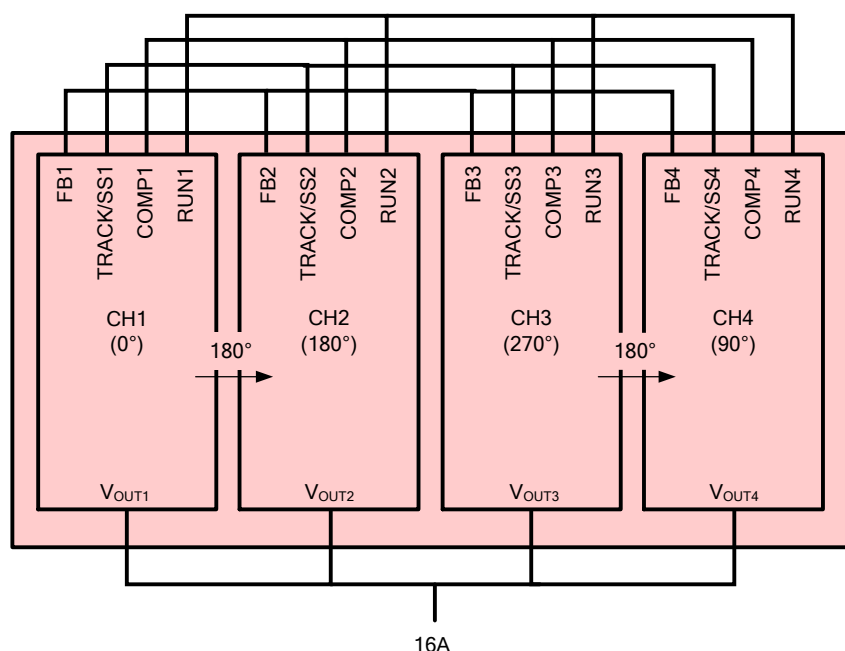 FB1
TRACK/SS1
COMP1
RUN1
FB2
TRACK/SS2
COMP2
RUN2
FB3
TRACK/SS3
COMP3
RUN3
FB4
TRACK/SS4
COMP4
RUN4
CH1
(0°)
180°
CH2
(180°)
CH3
(270°)
180°
CH4
(90°)
VOUT1
VOUT2
VOUT3
VOUT4
16A